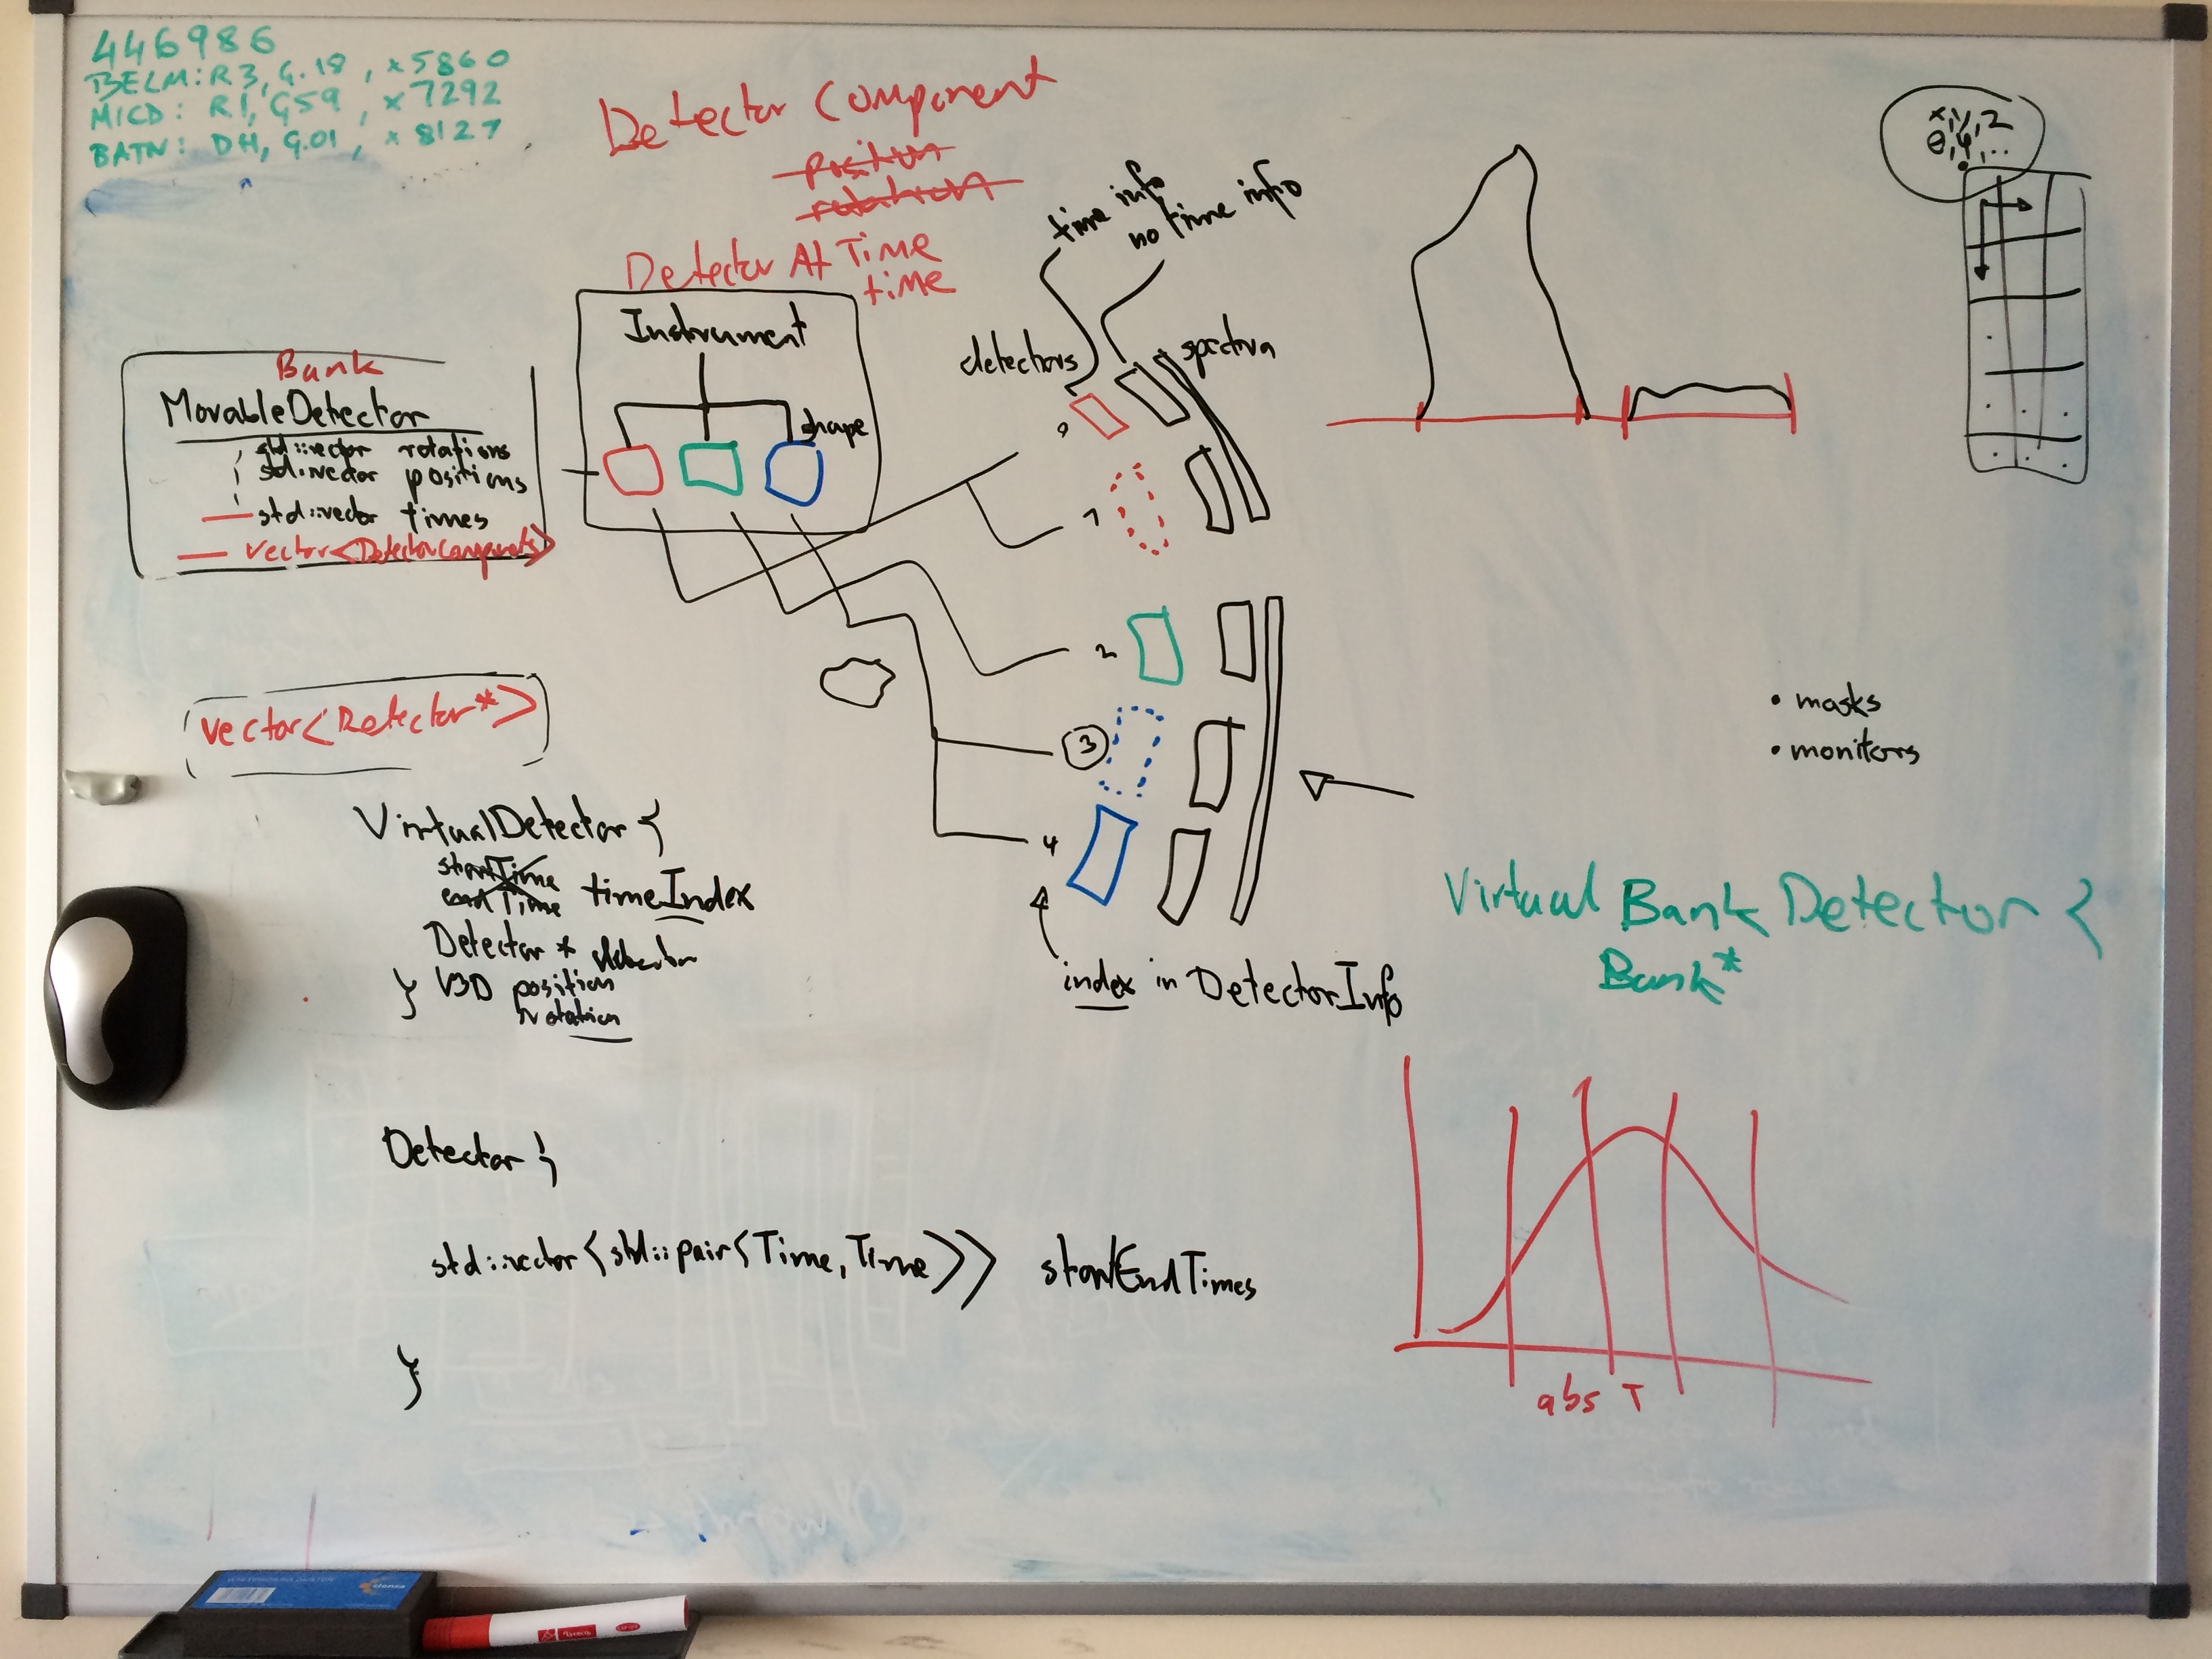 446986
BELM: R3, G.18, x5860
MICD: R1, G59, x7292
BATN: DH, G.01, x8127
Detector Component
position
rotation
Detector At Time
time
time info
no time info
x,y,z
θ,φ,...
Instrument
shape
detectors
spectra
Bank
MovableDetector
std::vector rotations
std::vector positions
std::vector times
vector<DetectorComponents>
0
1
2
3
4
index in DetectorInfo
• masks
• monitors
vector<Detector*>
VirtualDetector {
startTime
endTime timeIndex
Detector * detector
} V3D position
rotation
Virtual Bank Detector {
Bank*
Detector {
std::vector<std::pair<Time, Time>> startEndTimes
}
abs T